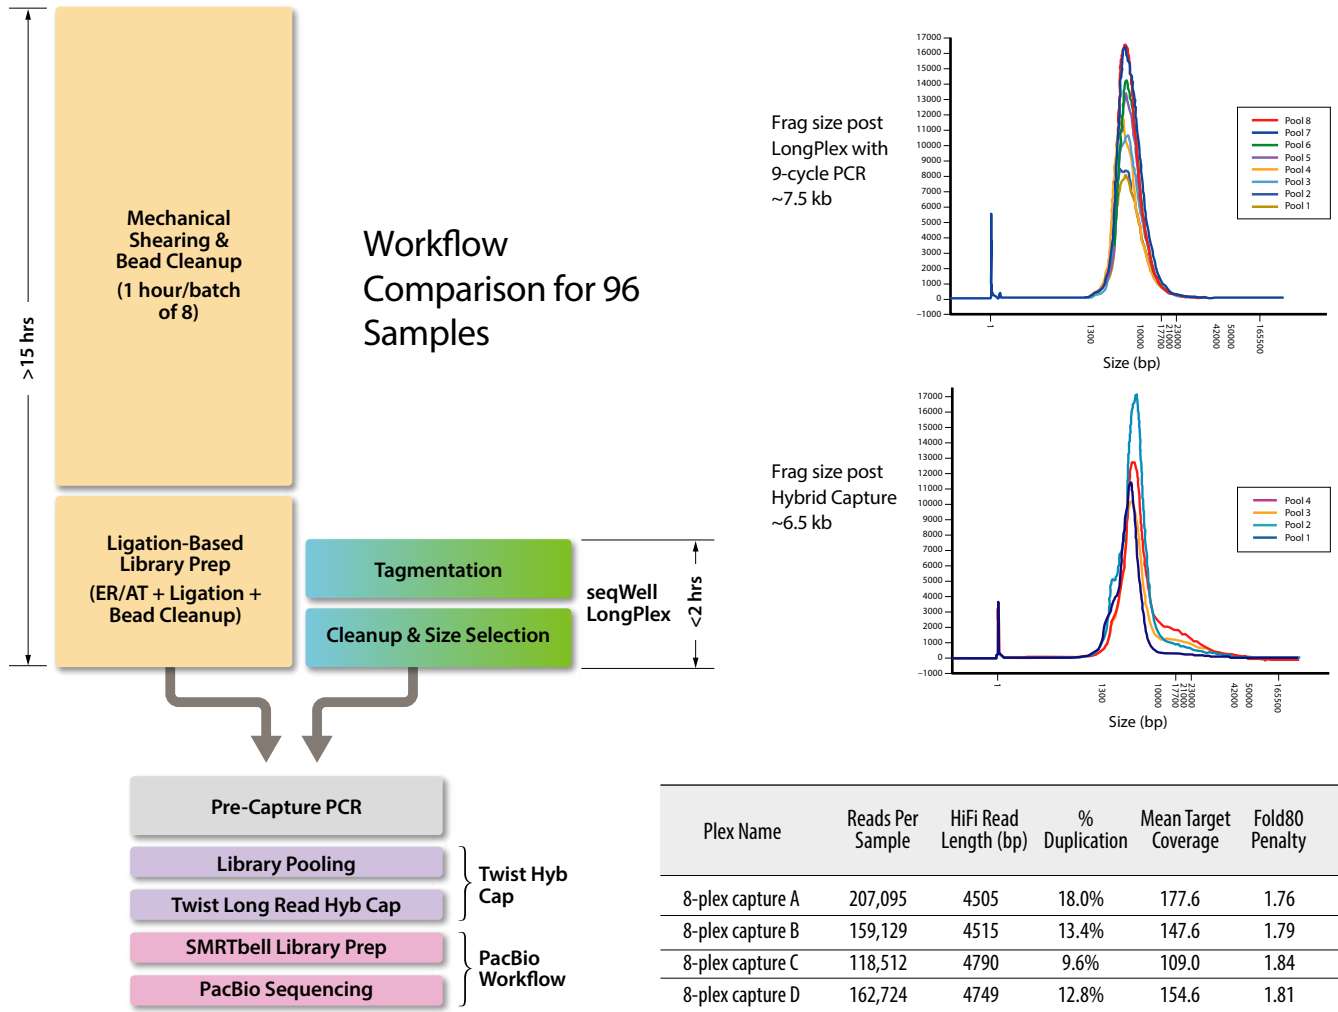 >15 hrs
Mechanical
Shearing &
Bead Cleanup
(1 hour/batch
of 8)
Ligation-Based
Library Prep
(ER/AT + Ligation +
Bead Cleanup)
Workflow
Comparison for 96
Samples
Tagmentation
Cleanup & Size Selection
seqWell
LongPlex
<2 hrs
Pre-Capture PCR
Library Pooling
Twist Long Read Hyb Cap
SMRTbell Library Prep
PacBio Sequencing
Twist Hyb
Cap
PacBio
Workflow
Frag size post
LongPlex with
9-cycle PCR
~7.5 kb
17000
16000
15000
14000
13000
12000
11000
10000
9000
8000
7000
6000
5000
4000
3000
2000
1000
0
−1000
1
1300
10000
17700
21000
23000
42000
50000
165500
Size (bp)
Pool 8
Pool 7
Pool 6
Pool 5
Pool 4
Pool 3
Pool 2
Pool 1
Frag size post
Hybrid Capture
~6.5 kb
17000
16000
15000
14000
13000
12000
11000
10000
9000
8000
7000
6000
5000
4000
3000
2000
1000
0
−1000
1
1300
10000
17700
21000
23000
42000
50000
165500
Size (bp)
Pool 4
Pool 3
Pool 2
Pool 1
Plex Name Reads Per Sample HiFi Read Length (bp) % Duplication Mean Target Coverage Fold80 Penalty
8-plex capture A 207,095 4505 18.0% 177.6 1.76
8-plex capture B 159,129 4515 13.4% 147.6 1.79
8-plex capture C 118,512 4790 9.6% 109.0 1.84
8-plex capture D 162,724 4749 12.8% 154.6 1.81